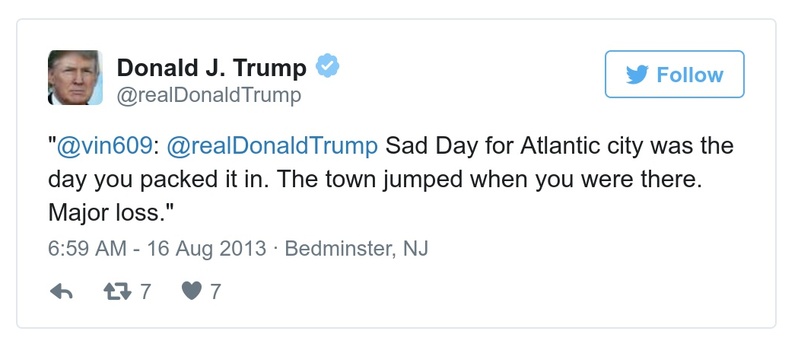 Donald J. Trump
@realDonaldTrump
Follow
"@vin609: @realDonaldTrump Sad Day for Atlantic city was the
day you packed it in. The town jumped when you were there.
Major loss."
6:59 AM - 16 Aug 2013 · Bedminster, NJ
7 7